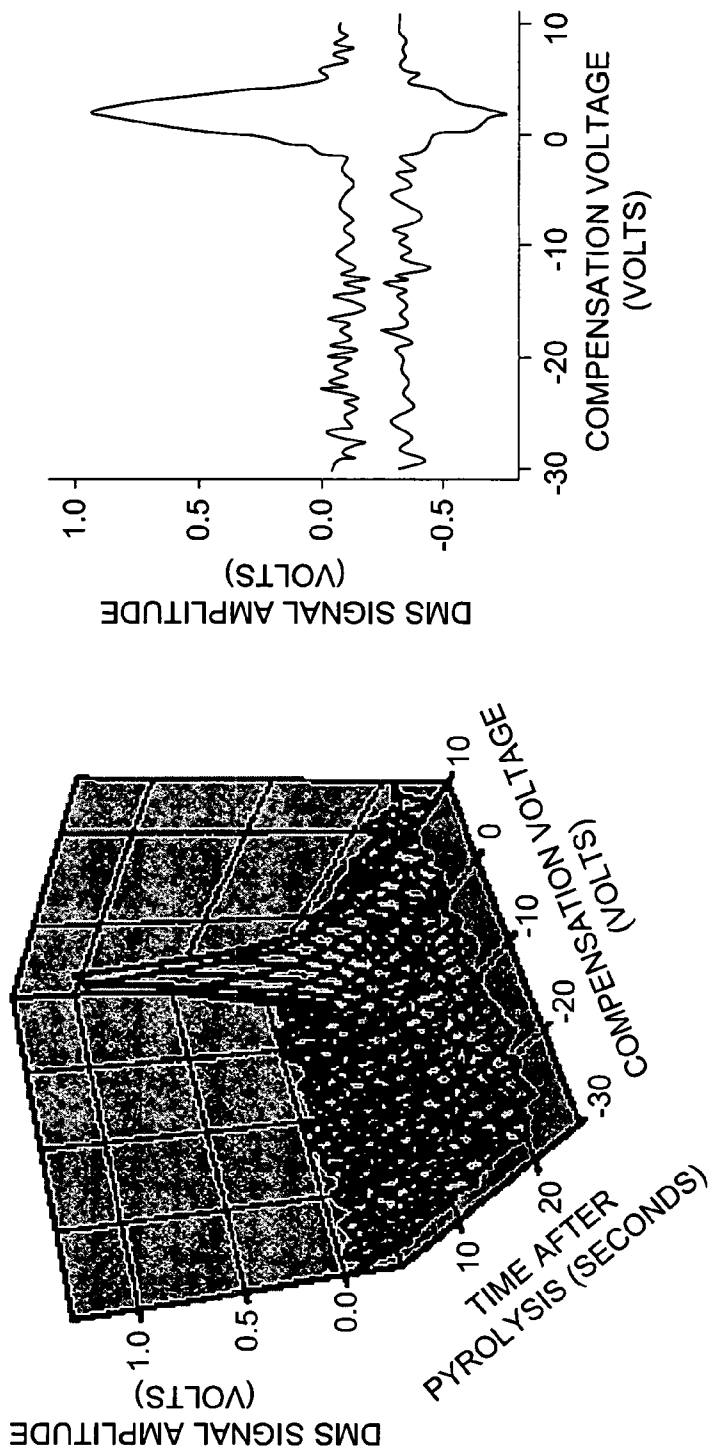 DMS SIGNAL AMPLITUDE
(VOLTS)
1.0
0.5
0.0
10
20
TIME AFTER
PYROLYSIS (SECONDS)
-30
-20
-10
0
10
COMPENSATION VOLTAGE
(VOLTS)
DMS SIGNAL AMPLITUDE
(VOLTS)
1.0
0.5
0.0
-0.5
-30
-20
-10
0
10
COMPENSATION VOLTAGE
(VOLTS)